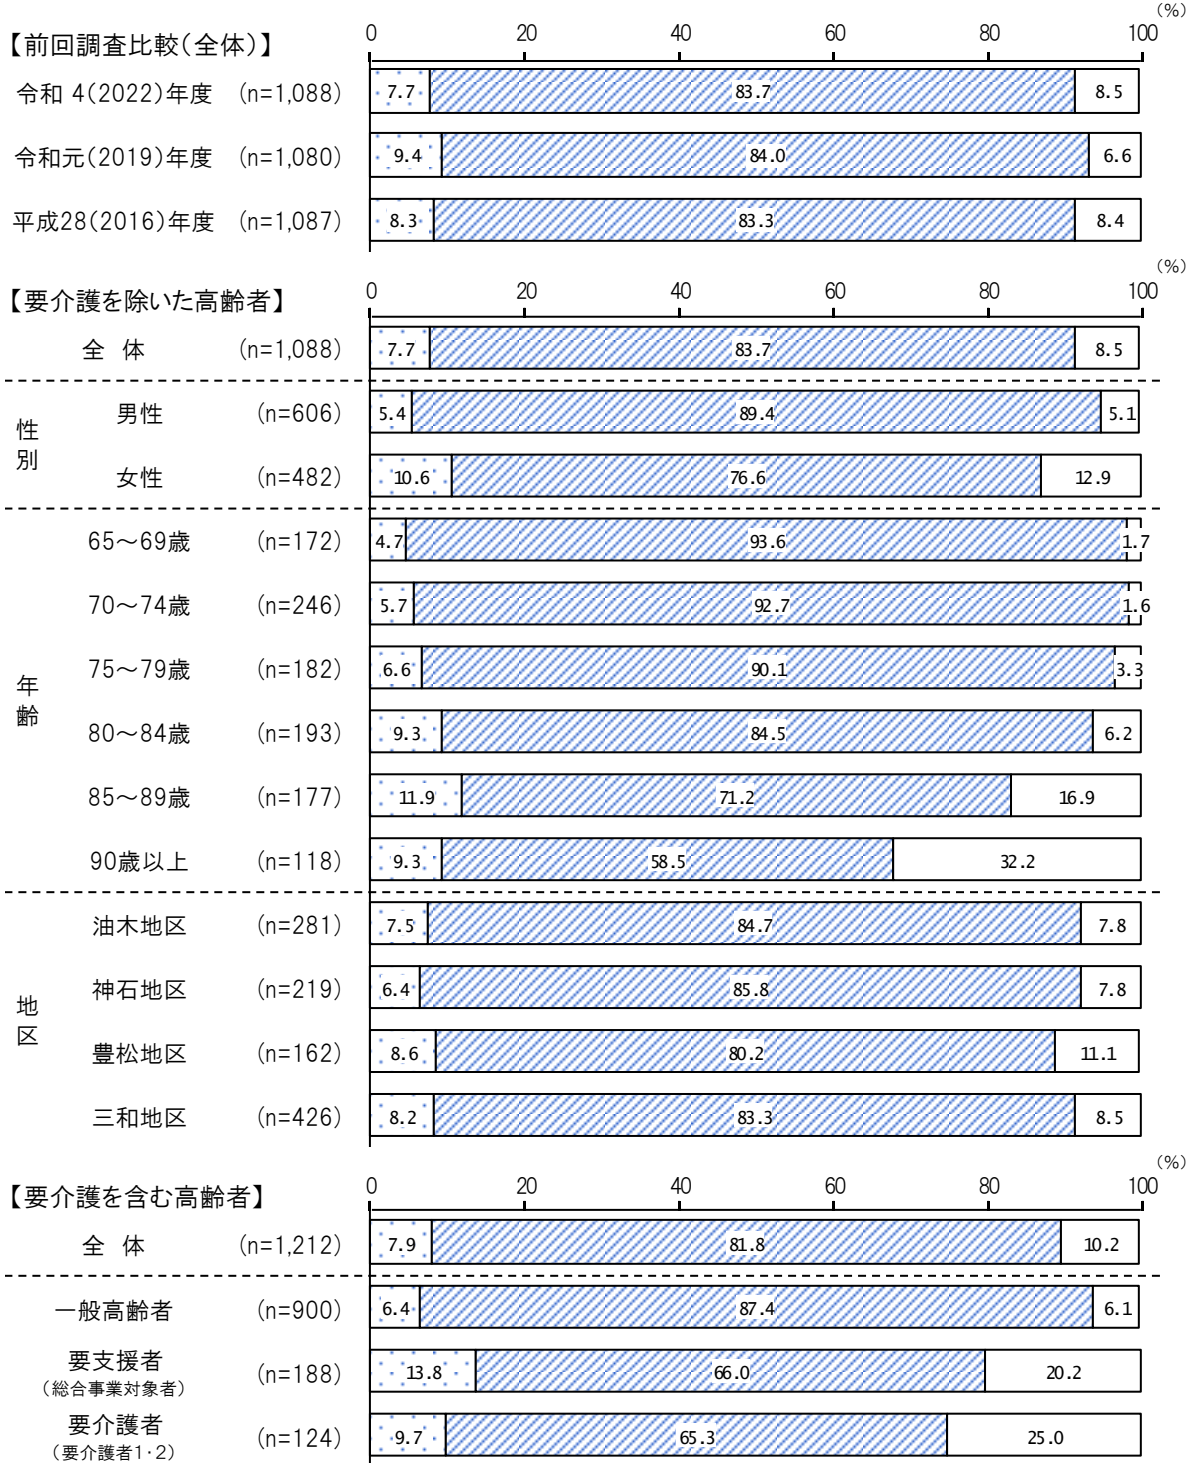 (%)
【前回調査比較(全体)】 0 20 40 60 80 100
令和 4(2022)年度 (n=1,088) 7.7 83.7 8.5
令和元(2019)年度 (n=1,080) 9.4 84.0 6.6
平成28(2016)年度 (n=1,087) 8.3 83.3 8.4
(%)
【要介護を除いた高齢者】 0 20 40 60 80 100
全 体 (n=1,088) 7.7 83.7 8.5
性別
男性 (n=606) 5.4 89.4 5.1
女性 (n=482) 10.6 76.6 12.9
年齢
65~69歳 (n=172) 4.7 93.6 1.7
70~74歳 (n=246) 5.7 92.7 1.6
75~79歳 (n=182) 6.6 90.1 3.3
80~84歳 (n=193) 9.3 84.5 6.2
85~89歳 (n=177) 11.9 71.2 16.9
90歳以上 (n=118) 9.3 58.5 32.2
地区
油木地区 (n=281) 7.5 84.7 7.8
神石地区 (n=219) 6.4 85.8 7.8
豊松地区 (n=162) 8.6 80.2 11.1
三和地区 (n=426) 8.2 83.3 8.5
(%)
【要介護を含む高齢者】 0 20 40 60 80 100
全 体 (n=1,212) 7.9 81.8 10.2
一般高齢者 (n=900) 6.4 87.4 6.1
要支援者
(総合事業対象者) (n=188) 13.8 66.0 20.2
要介護者
(要介護者1・2) (n=124) 9.7 65.3 25.0